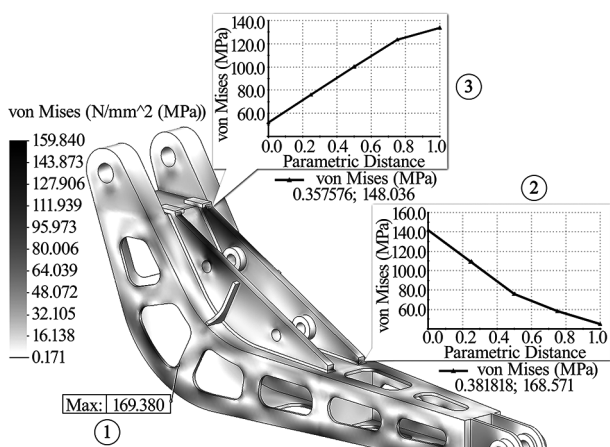 140.0
120.0
100.0
80.0
60.0
von Mises (MPa)
0.0 0.2 0.4 0.6 0.8 1.0
Parametric Distance
von Mises (MPa)
0.357576; 148.036
3
von Mises (N/mm^2 (MPa))
159.840
143.873
127.906
111.939
95.973
80.006
64.039
48.072
32.105
16.138
0.171
2
160.0
140.0
120.0
100.0
80.0
60.0
von Mises (MPa)
0.0 0.2 0.4 0.6 0.8 1.0
Parametric Distance
von Mises (MPa)
0.381818; 168.571
Max: 169.380
1